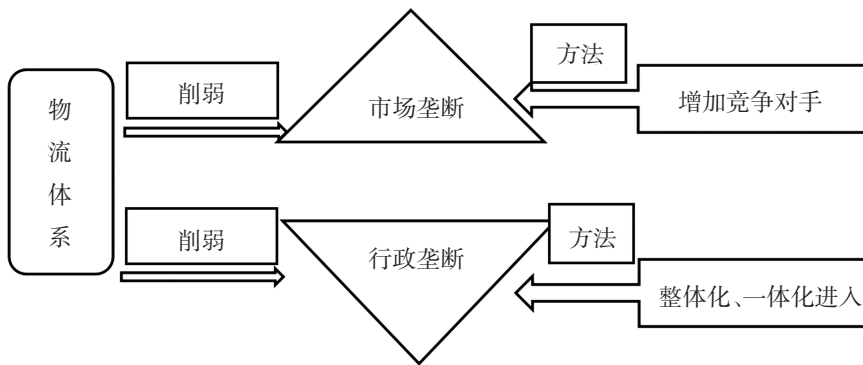 物
流
体
系
削弱
市场垄断
方法
增加竞争对手
削弱
行政垄断
方法
整体化、一体化进入